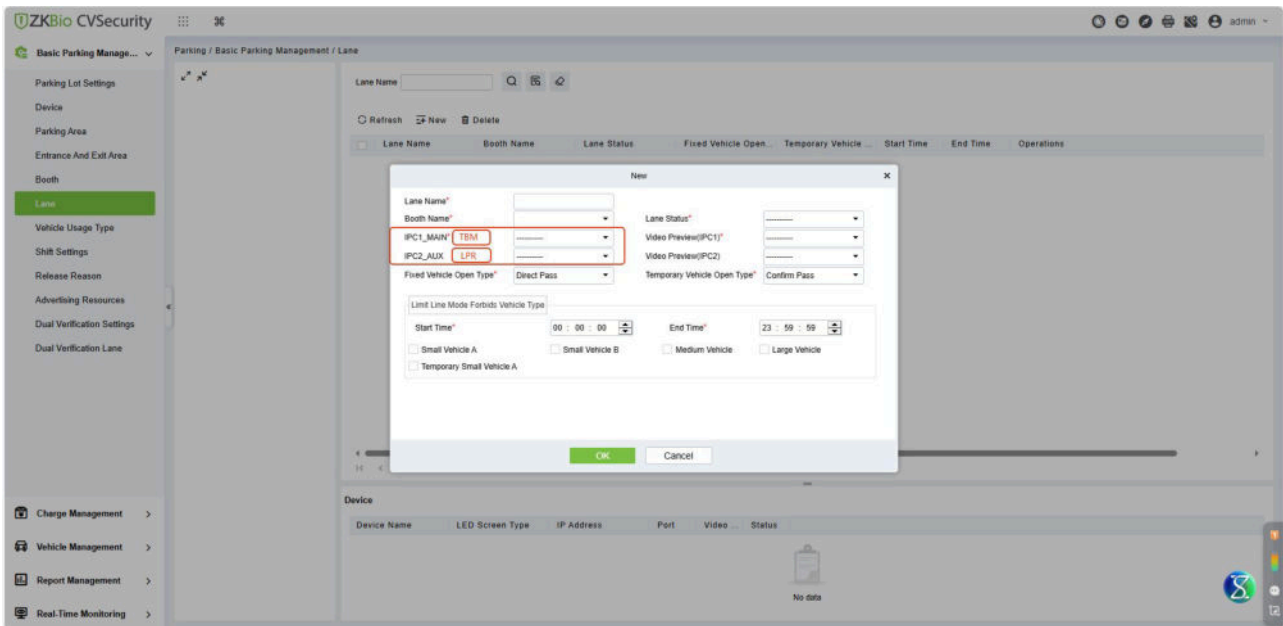 ZKBio CVSecurity
admin
Basic Parking Manage...
Parking / Basic Parking Management / Lane
Parking Lot Settings
Device
Parking Area
Entrance And Exit Area
Booth
Lane
Vehicle Usage Type
Shift Settings
Release Reason
Advertising Resources
Dual Verification Settings
Dual Verification Lane
Charge Management
Vehicle Management
Report Management
Real-Time Monitoring
Lane Name
Refresh New Delete
Lane Name Booth Name Lane Status Fixed Vehicle Open... Temporary Vehicle ... Start Time End Time Operations
New
Lane Name*
Booth Name* Lane Status* ----------
IPC1_MAIN* TBM ---------- Video Preview(IPC1)* ----------
IPC2_AUX LPR ---------- Video Preview(IPC2) ----------
Fixed Vehicle Open Type* Direct Pass Temporary Vehicle Open Type* Confirm Pass
Limit Line Mode Forbids Vehicle Type
Start Time* 00 : 00 : 00 End Time* 23 : 59 : 59
Small Vehicle A Small Vehicle B Medium Vehicle Large Vehicle
Temporary Small Vehicle A
OK Cancel
Device
Device Name LED Screen Type IP Address Port Video ... Status
No data